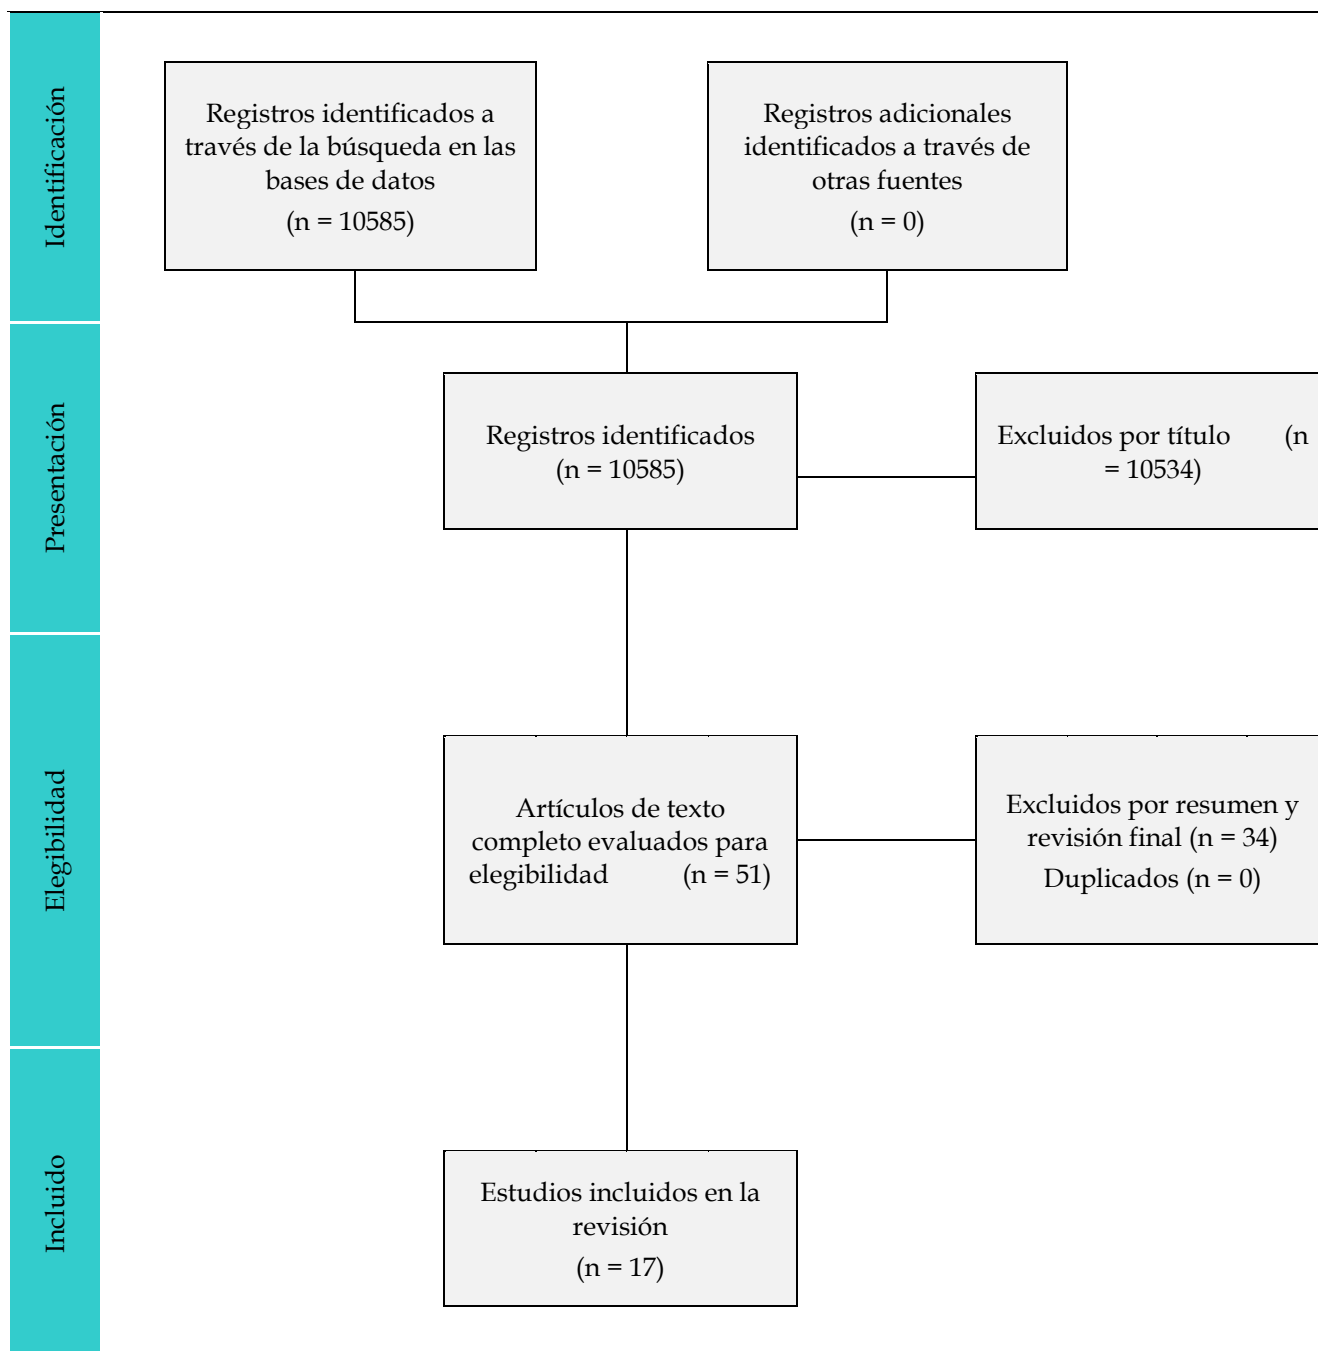 Identificación
Registros identificados a
través de la búsqueda en las
bases de datos
(n = 10585)
Registros adicionales
identificados a través de
otras fuentes
(n = 0)
Presentación
Registros identificados
(n = 10585)
Excluidos por título (n
= 10534)
Elegibilidad
Artículos de texto
completo evaluados para
elegibilidad (n = 51)
Excluidos por resumen y
revisión final (n = 34)
Duplicados (n = 0)
Incluido
Estudios incluidos en la
revisión
(n = 17)